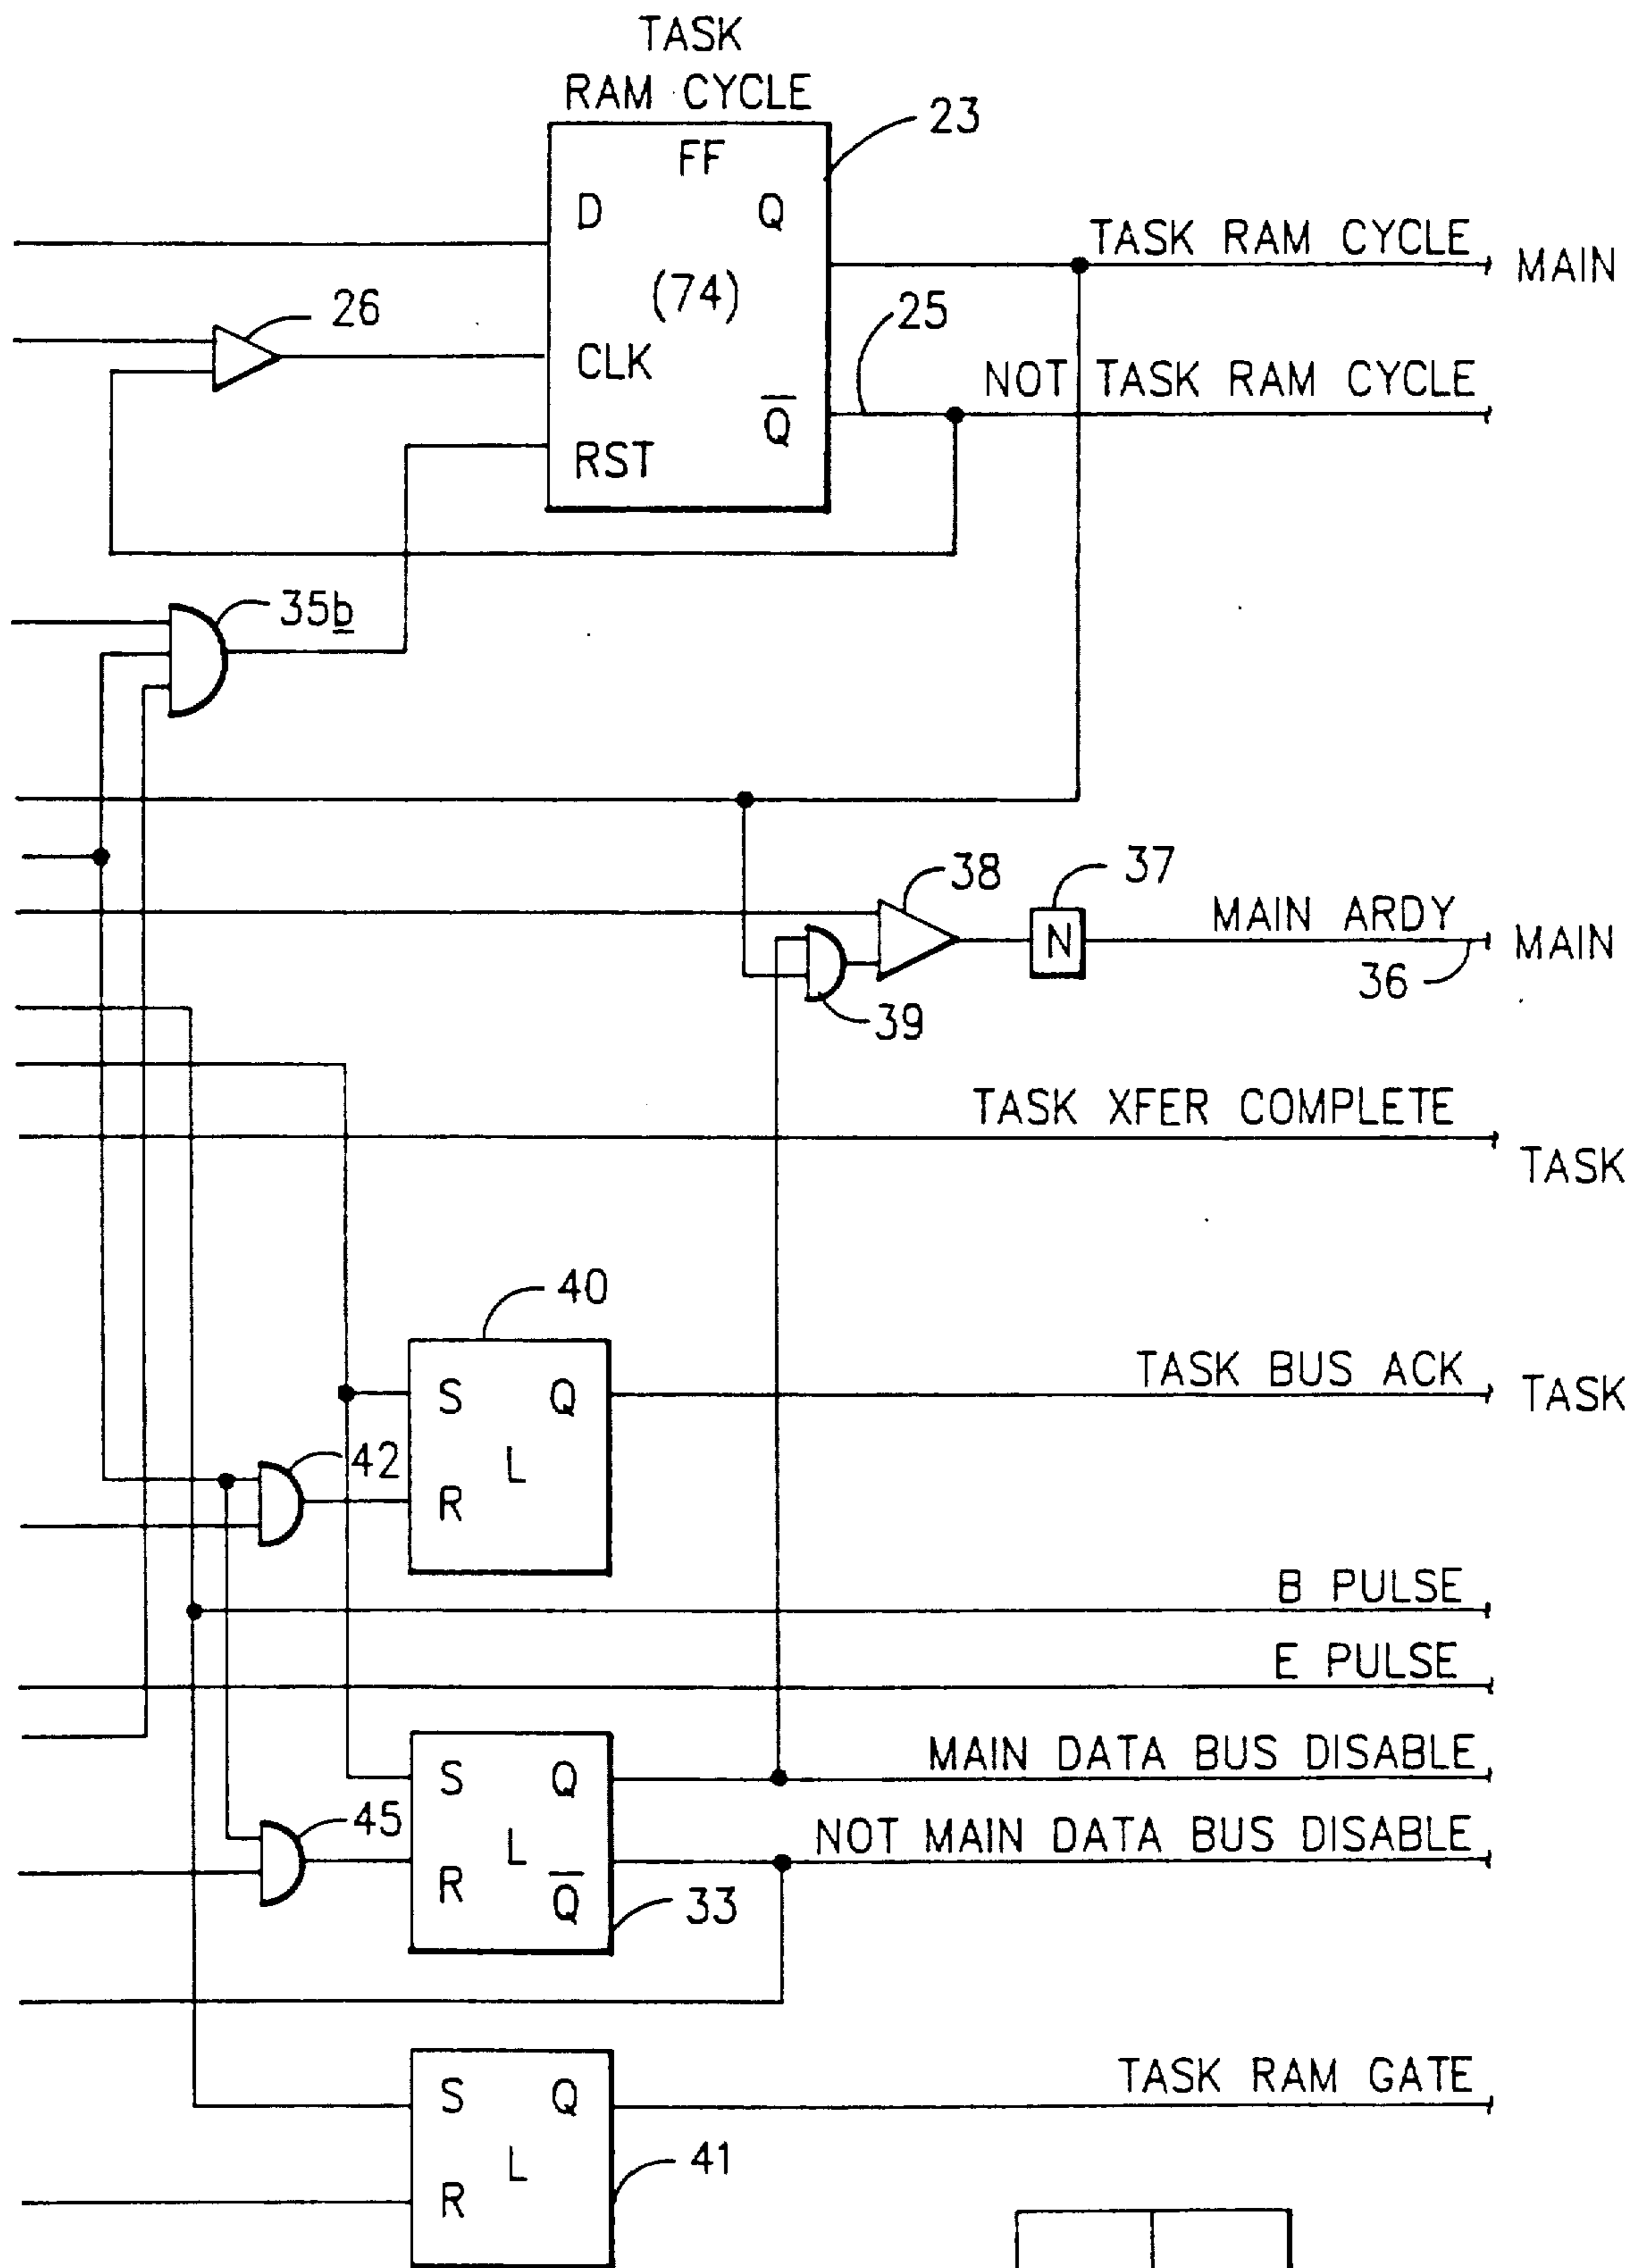 TASK
RAM CYCLE
23
FF
D Q
TASK RAM CYCLE
MAIN
(74)
26
25
CLK
NOT TASK RAM CYCLE
Q̅
RST
35b
38
37
MAIN ARDY
N
MAIN
36
39
TASK XFER COMPLETE
TASK
40
TASK BUS ACK
S Q
TASK
42
L
R
B PULSE
E PULSE
MAIN DATA BUS DISABLE
S Q
45
NOT MAIN DATA BUS DISABLE
L
R Q̅
33
TASK RAM GATE
S Q
L
41
R